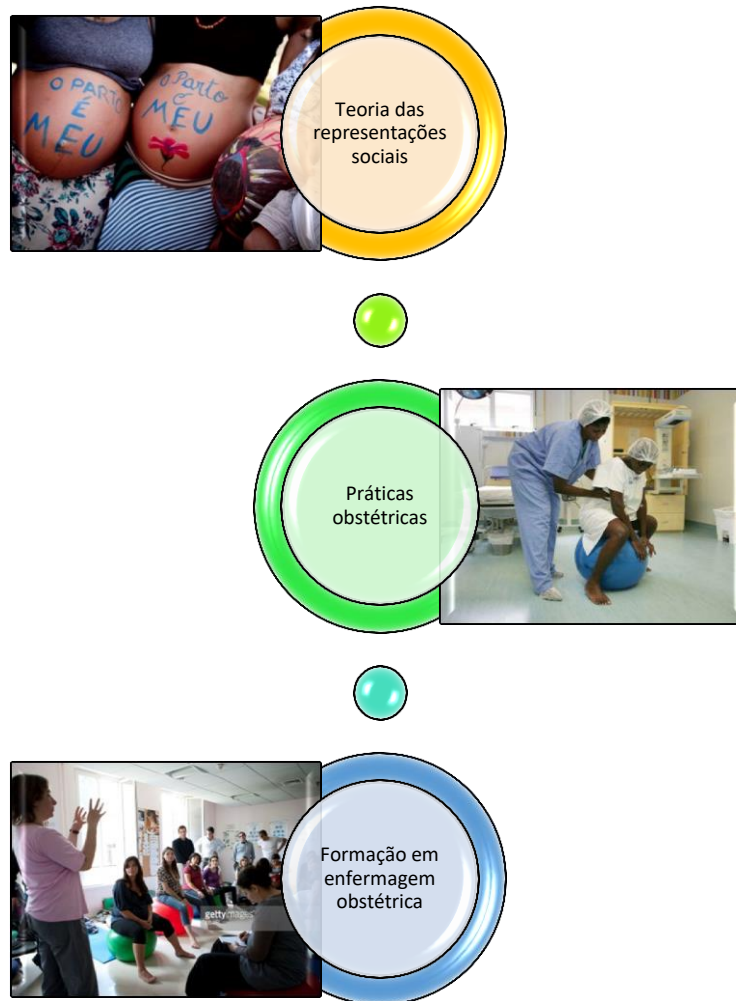 O PARTO
É
MEU
O Parto
é
MEU
Teoria das
representações
sociais
Práticas
obstétricas
Formação em
enfermagem
obstétrica
gettyimages